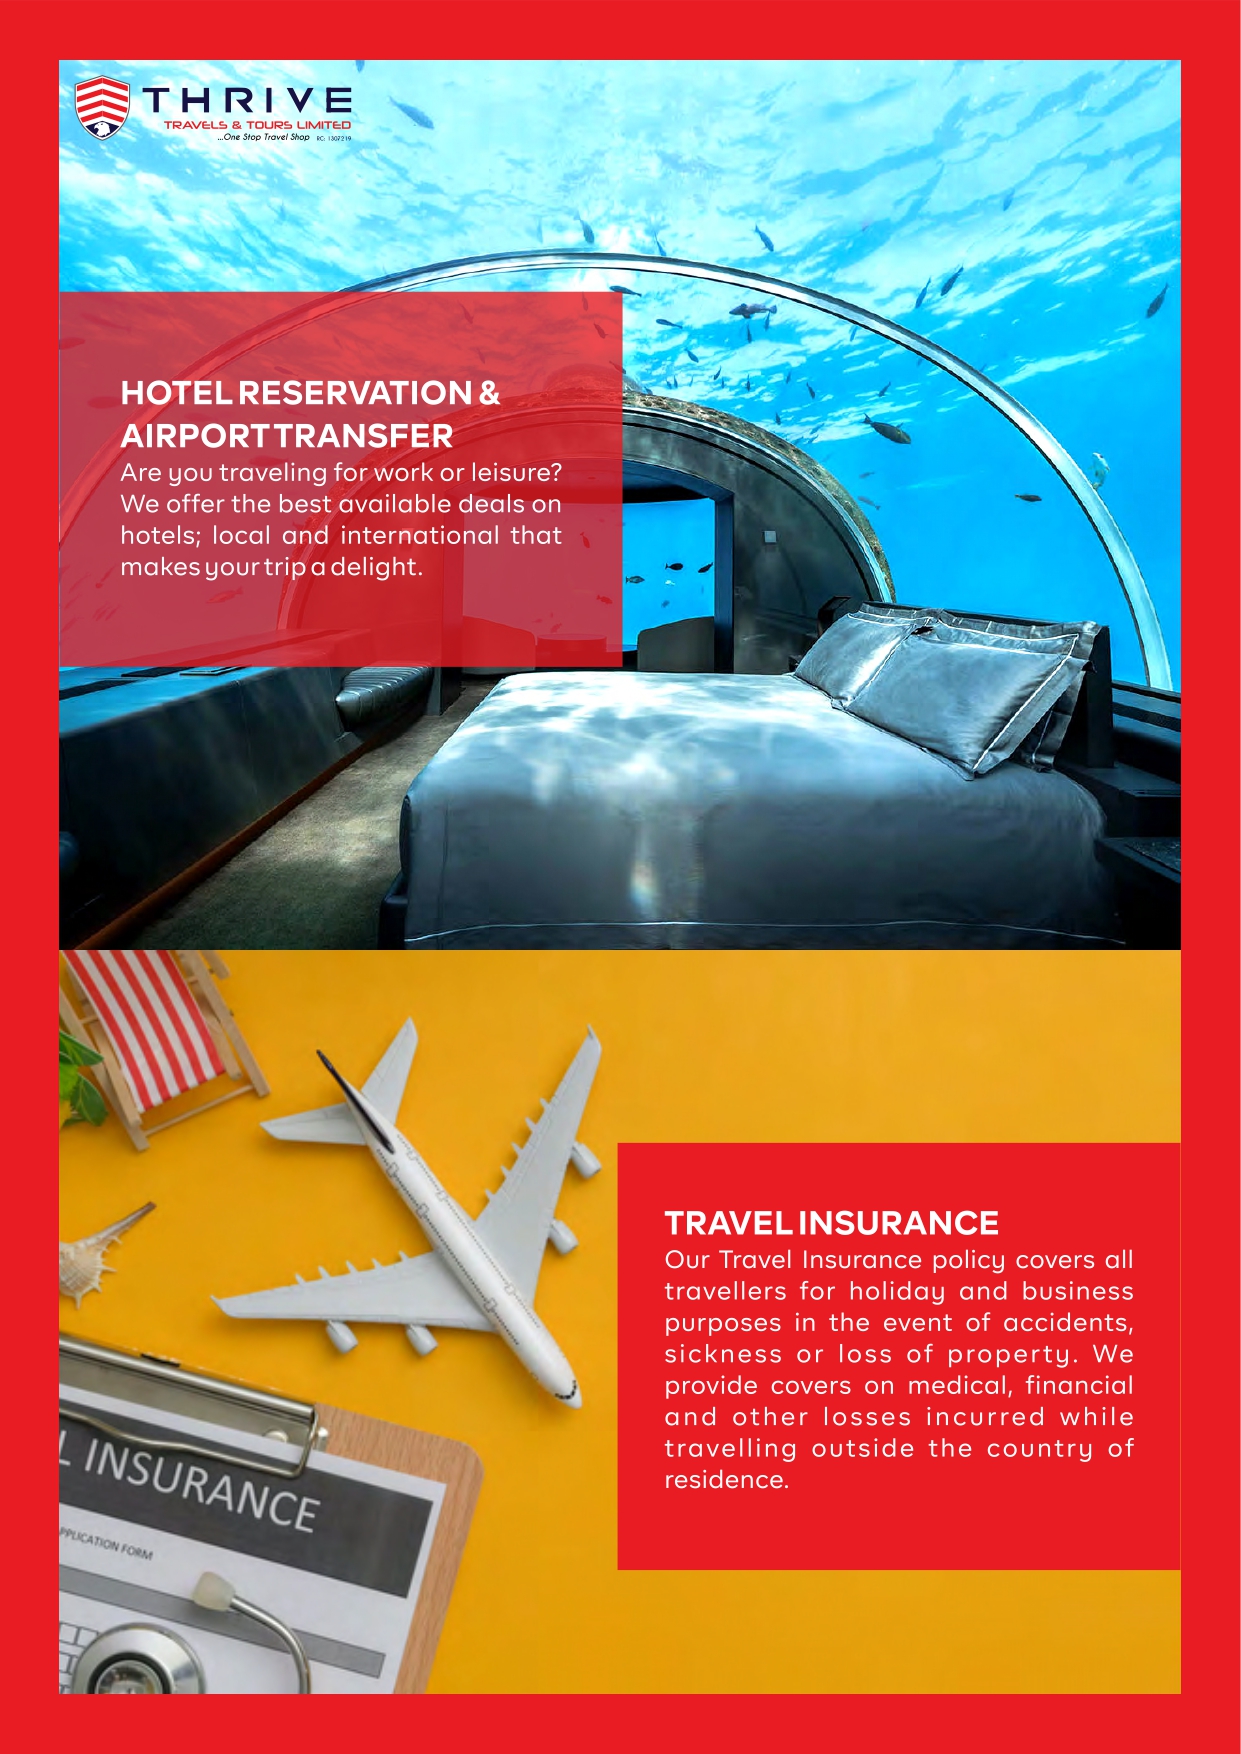 THRIVE
TRAVELS & TOURS LIMITED
...One Stop Travel Shop RC: 1307219
HOTEL RESERVATION &
AIRPORT TRANSFER
Are you traveling for work or leisure?
We offer the best available deals on
hotels; local and international that
makes your trip a delight.
TRAVEL INSURANCE
Our Travel Insurance policy covers all
travellers for holiday and business
purposes in the event of accidents,
sickness or loss of property. We
provide covers on medical, financial
and other losses incurred while
travelling outside the country of
residence.
L INSURANCE
PPLICATION FORM